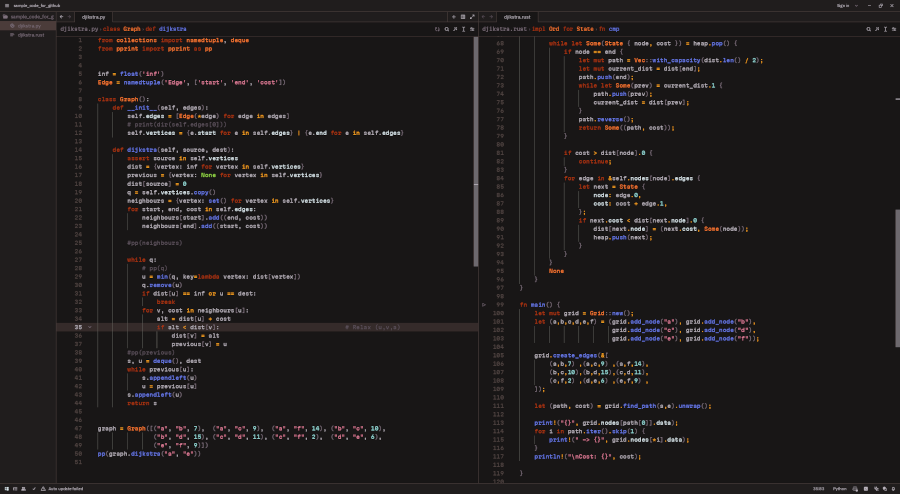 sample_code_for_github
Sign in
sample_code_for_g
dijkstra.py
dijkstra.rust
dijkstra.py
dijkstra.py › class Graph › def dijkstra
1 from collections import namedtuple, deque
2 from pprint import pprint as pp
3
4
5 inf = float('inf')
6 Edge = namedtuple('Edge', ['start', 'end', 'cost'])
7
8 class Graph():
9 def __init__(self, edges):
10 self.edges = [Edge(*edge) for edge in edges]
11 # print(dir(self.edges[0]))
12 self.vertices = {e.start for e in self.edges} | {e.end for e in self.edges}
13
14 def dijkstra(self, source, dest):
15 assert source in self.vertices
16 dist = {vertex: inf for vertex in self.vertices}
17 previous = {vertex: None for vertex in self.vertices}
18 dist[source] = 0
19 q = self.vertices.copy()
20 neighbours = {vertex: set() for vertex in self.vertices}
21 for start, end, cost in self.edges:
22 neighbours[start].add((end, cost))
23 neighbours[end].add((start, cost))
24
25 #pp(neighbours)
26
27 while q:
28 # pp(q)
29 u = min(q, key=lambda vertex: dist[vertex])
30 q.remove(u)
31 if dist[u] == inf or u == dest:
32 break
33 for v, cost in neighbours[u]:
34 alt = dist[u] + cost
35 if alt < dist[v]: # Relax (u,v,a)
36 dist[v] = alt
37 previous[v] = u
38 #pp(previous)
39 s, u = deque(), dest
40 while previous[u]:
41 s.appendleft(u)
42 u = previous[u]
43 s.appendleft(u)
44 return s
45
46
47 graph = Graph([("a", "b", 7), ("a", "c", 9), ("a", "f", 14), ("b", "c", 10),
48 ("b", "d", 15), ("c", "d", 11), ("c", "f", 2), ("d", "e", 6),
49 ("e", "f", 9)])
50 pp(graph.dijkstra("a", "e"))
51
dijkstra.rust
dijkstra.rust › impl Ord for State › fn cmp
68 while let Some(State { node, cost }) = heap.pop() {
69 if node == end {
70 let mut path = Vec::with_capacity(dist.len() / 2);
71 let mut current_dist = dist[end];
72 path.push(end);
73 while let Some(prev) = current_dist.1 {
74 path.push(prev);
75 current_dist = dist[prev];
76 }
77 path.reverse();
78 return Some((path, cost));
79 }
80
81 if cost > dist[node].0 {
82 continue;
83 }
84 for edge in &self.nodes[node].edges {
85 let next = State {
86 node: edge.0,
87 cost: cost + edge.1,
88 };
89 if next.cost < dist[next.node].0 {
90 dist[next.node] = (next.cost, Some(node));
91 heap.push(next);
92 }
93 }
94 }
95 None
96 }
97 }
98
99 fn main() {
100 let mut grid = Grid::new();
101 let (a,b,c,d,e,f) = (grid.add_node("a"), grid.add_node("b"),
102 grid.add_node("c"), grid.add_node("d"),
103 grid.add_node("e"), grid.add_node("f"));
104
105 grid.create_edges(&[
106 (a,b,7) ,(a,c,9) ,(a,f,14),
107 (b,c,10),(b,d,15),(c,d,11),
108 (c,f,2) ,(d,e,6) ,(e,f,9) ,
109 ]);
110
111 let (path, cost) = grid.find_path(a,e).unwrap();
112
113 print!("{}", grid.nodes[path[0]].data);
114 for i in path.iter().skip(1) {
115 print!(" -> {}", grid.nodes[*i].data);
116 }
117 println!("\nCost: {}", cost);
118
119 }
120
Auto update failed
Python